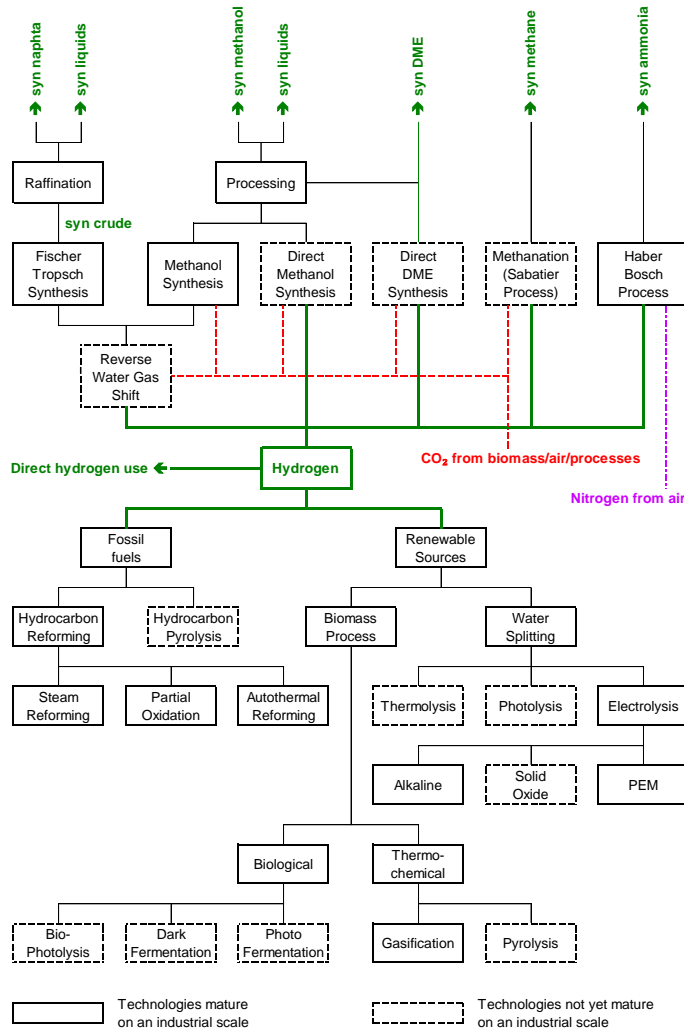 syn naphta
syn liquids
syn methanol
syn liquids
syn DME
syn methane
syn ammonia
Raffination
Processing
syn crude
Fischer
Tropsch
Synthesis
Methanol
Synthesis
Direct
Methanol
Synthesis
Direct
DME
Synthesis
Methanation
(Sabatier
Process)
Haber
Bosch
Process
Reverse
Water Gas
Shift
Direct hydrogen use
Hydrogen
CO₂ from biomass/air/processes
Nitrogen from air
Fossil
fuels
Renewable
Sources
Hydrocarbon
Reforming
Hydrocarbon
Pyrolysis
Biomass
Process
Water
Splitting
Steam
Reforming
Partial
Oxidation
Autothermal
Reforming
Thermolysis
Photolysis
Electrolysis
Alkaline
Solid
Oxide
PEM
Biological
Thermo-
chemical
Bio-
Photolysis
Dark
Fermentation
Photo
Fermentation
Gasification
Pyrolysis
Technologies mature
on an industrial scale
Technologies not yet mature
on an industrial scale